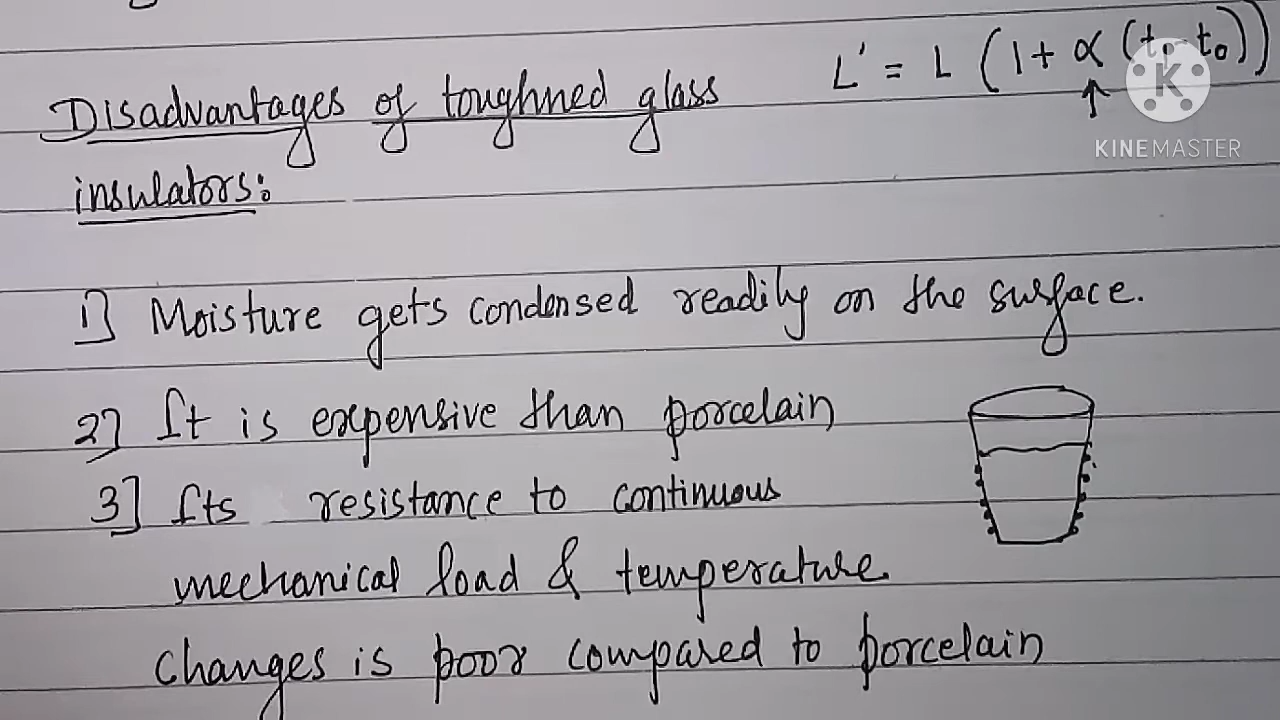 L' = L (1 + α (t₁ - t₀))
Disadvantages of toughned glass
insulators:
KINEMASTER
1] Moisture gets condensed readily on the surface.
2] It is expensive than porcelain
3] Its resistance to continuous
mechanical load & temperature
changes is poor compared to porcelain